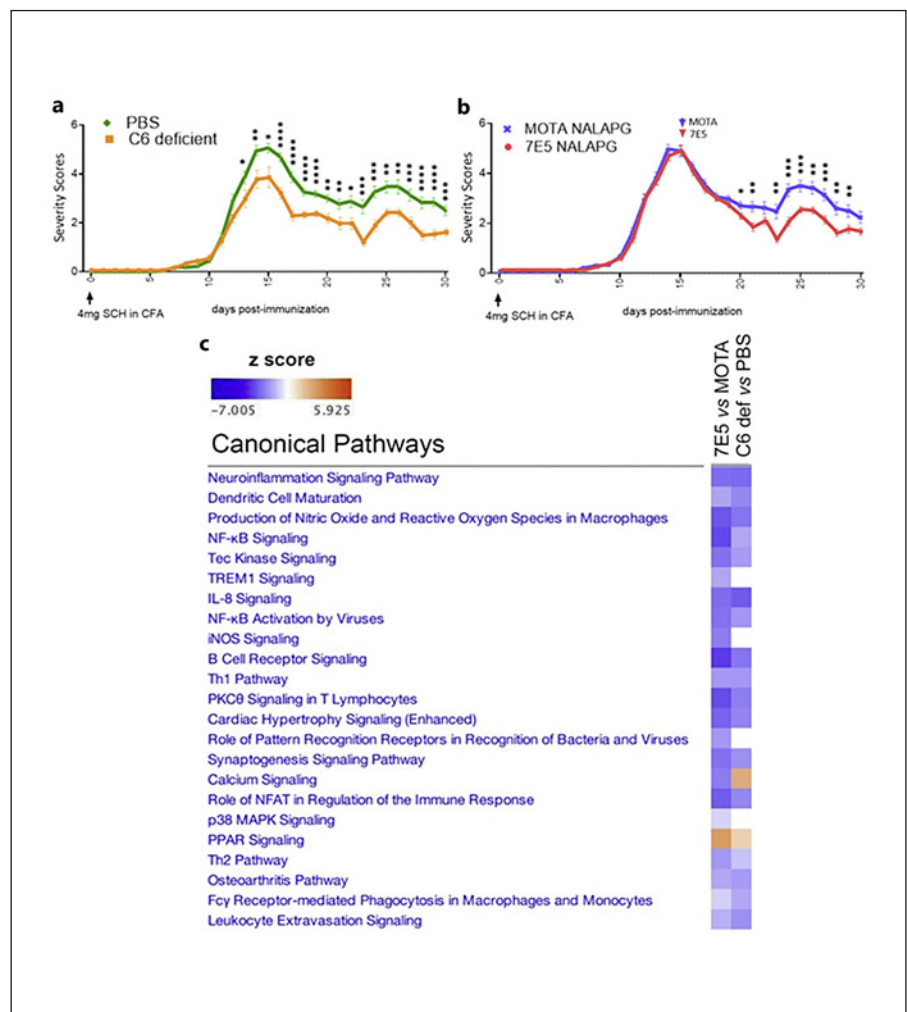 a
PBS
C6 deficient
6
4
2
0
Severity Scores
0
5
10
15
20
25
30
4mg SCH in CFA
days post-immunization
b
MOTA NALAPG
7E5 NALAPG
MOTA
7E5
6
4
2
0
Severity Scores
0
5
10
15
20
25
30
4mg SCH in CFA
days post-immunization
c
z score
-7.005 5.925
7E5 vs MOTA
C6 def vs PBS
Canonical Pathways
Neuroinflammation Signaling Pathway
Dendritic Cell Maturation
Production of Nitric Oxide and Reactive Oxygen Species in Macrophages
NF-κB Signaling
Tec Kinase Signaling
TREM1 Signaling
IL-8 Signaling
NF-κB Activation by Viruses
iNOS Signaling
B Cell Receptor Signaling
Th1 Pathway
PKCθ Signaling in T Lymphocytes
Cardiac Hypertrophy Signaling (Enhanced)
Role of Pattern Recognition Receptors in Recognition of Bacteria and Viruses
Synaptogenesis Signaling Pathway
Calcium Signaling
Role of NFAT in Regulation of the Immune Response
p38 MAPK Signaling
PPAR Signaling
Th2 Pathway
Osteoarthritis Pathway
Fcγ Receptor-mediated Phagocytosis in Macrophages and Monocytes
Leukocyte Extravasation Signaling